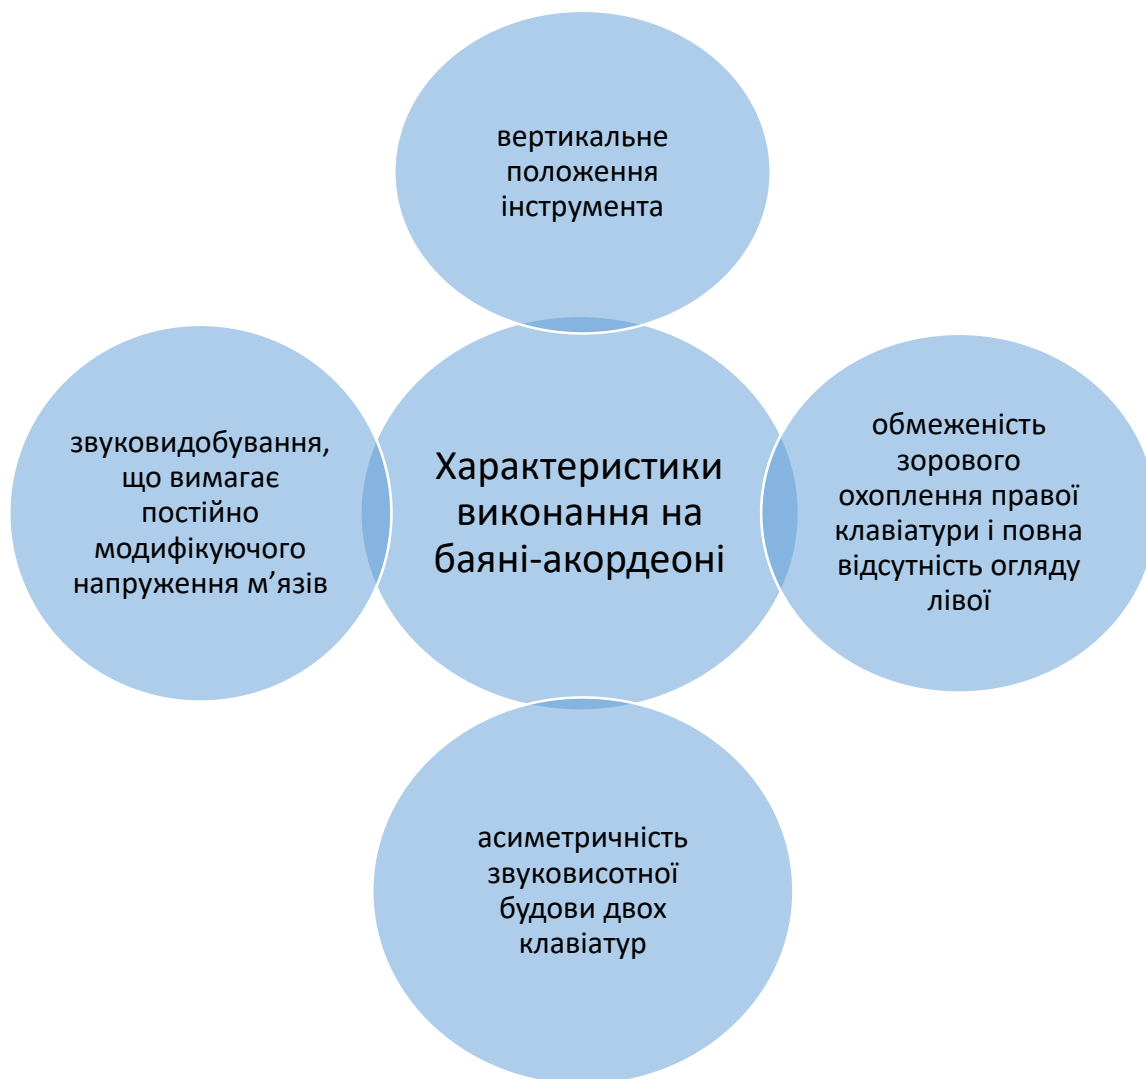 вертикальне
положення
інструмента
звуковидобування,
що вимагає
постійно
модифікуючого
напруження м’язів
Характеристики
виконання на
баяні-акордеоні
обмеженість
зорового
охоплення правої
клавіатури і повна
відсутність огляду
лівої
асиметричність
звуковисотної
будови двох
клавіатур